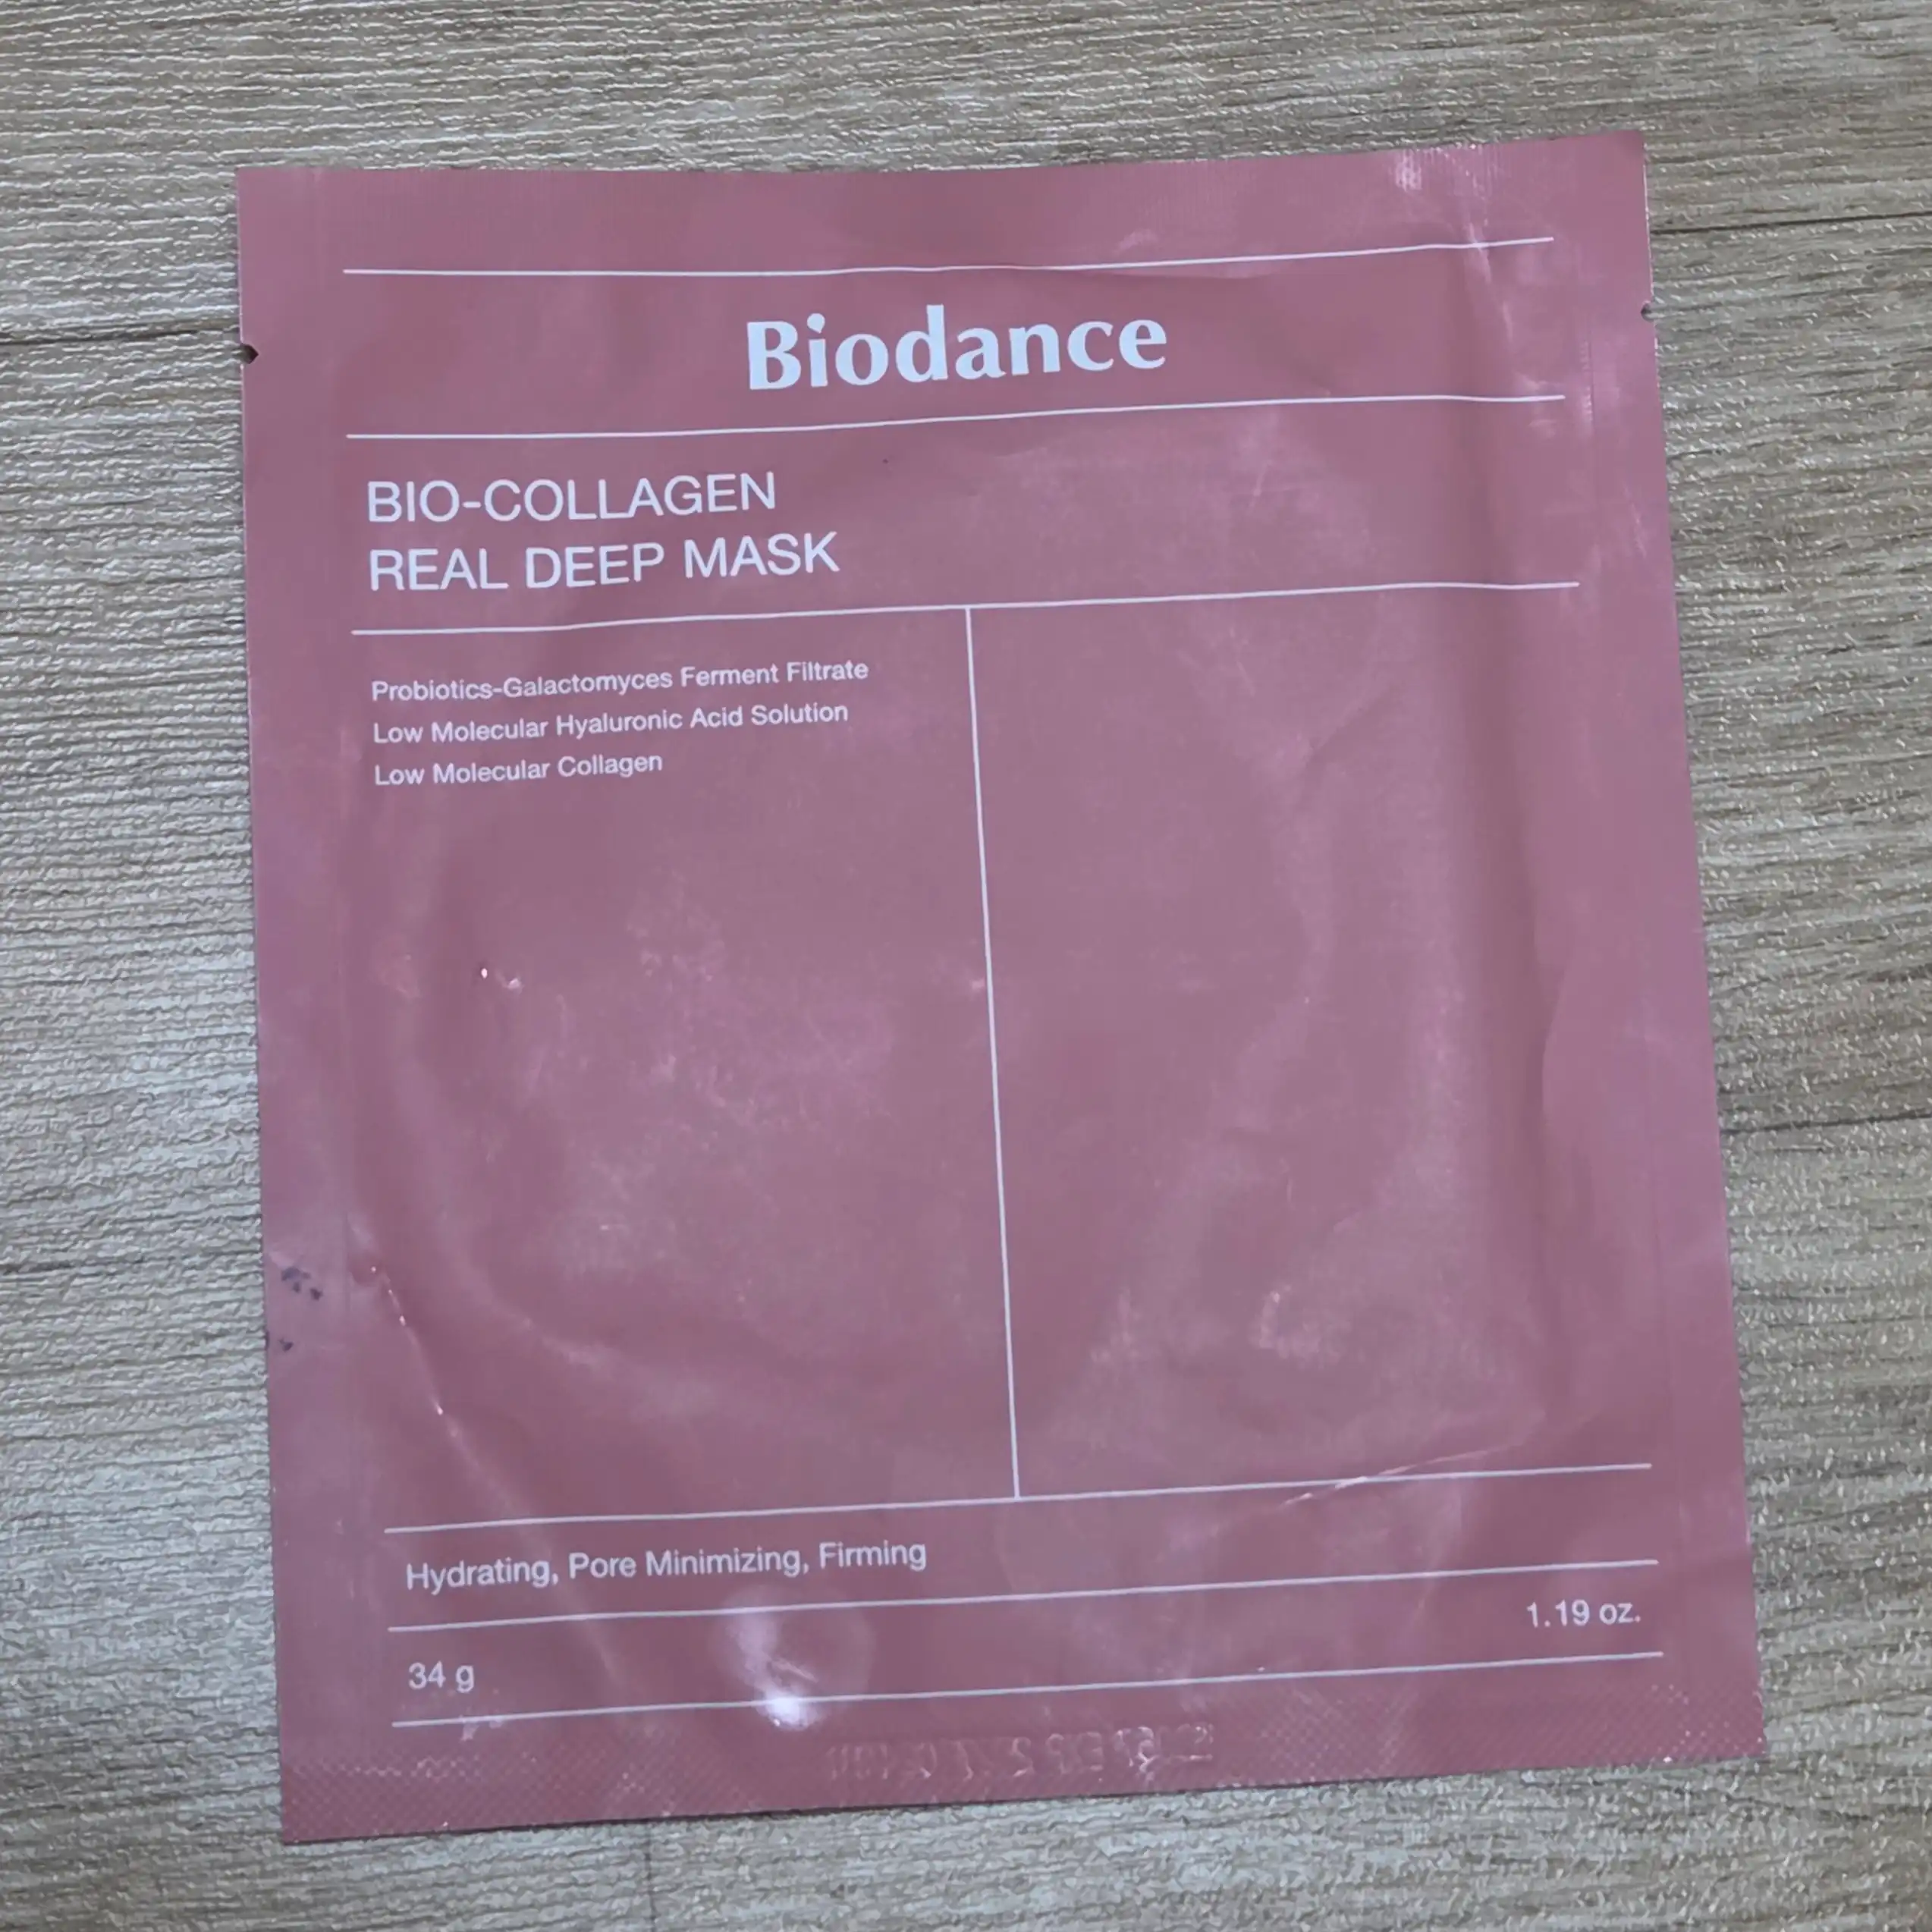 Biodance
BIO-COLLAGEN
REAL DEEP MASK
Probiotics-Galactomyces Ferment Filtrate
Low Molecular Hyaluronic Acid Solution
Low Molecular Collagen
Hydrating, Pore Minimizing, Firming
1.19 oz.
34 g